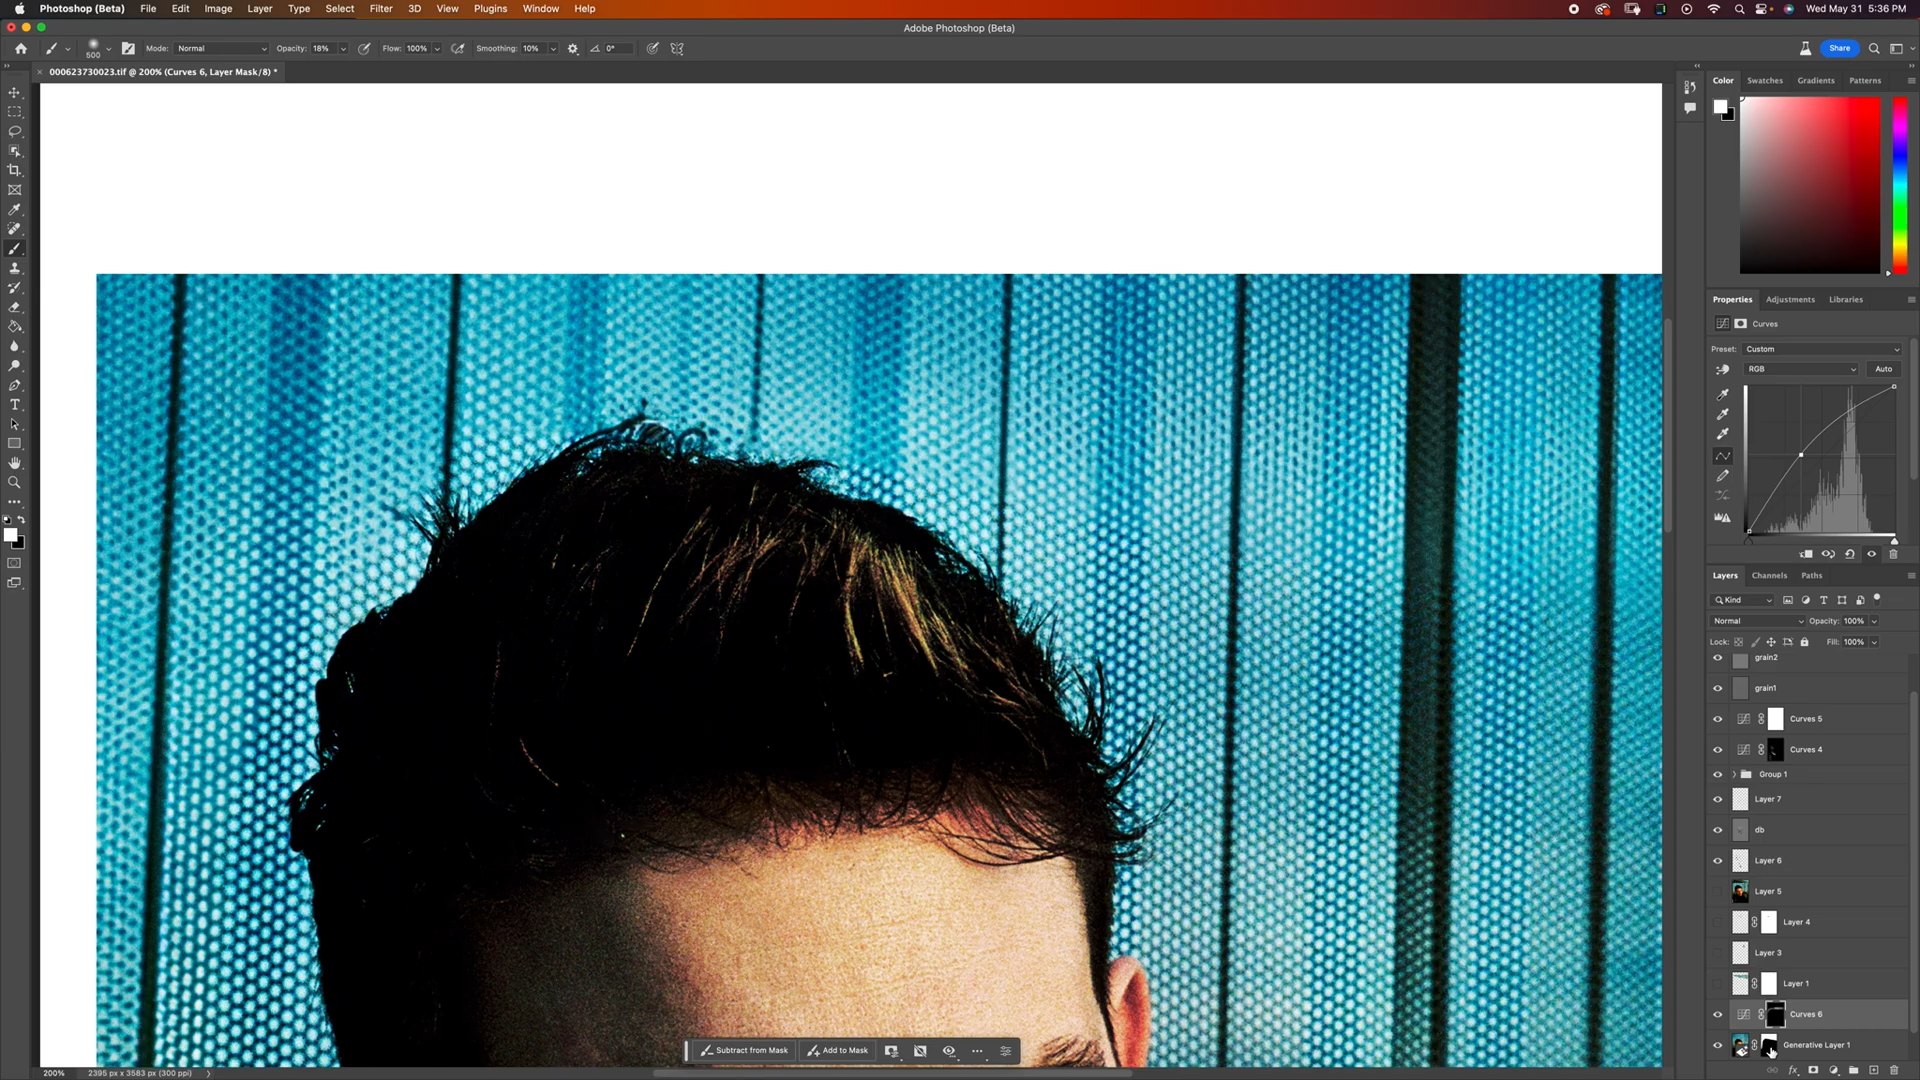 Photoshop (Beta) File Edit Image Layer Type Select Filter 3D View Plugins Window Help Wed May 31 5:36 PM
Adobe Photoshop (Beta)
500 Mode: Normal Opacity: 18% Flow: 100% Smoothing: 10% 0° Share
000623730023.tif @ 200% (Curves 6, Layer Mask/8) *
Color Swatches Gradients Patterns
Properties Adjustments Libraries
Curves
Preset: Custom
RGB Auto
Layers Channels Paths
Kind
Normal Opacity: 100%
Lock: Fill: 100%
grain2
grain1
Curves 5
Curves 4
Group 1
Layer 7
db
Layer 6
Layer 5
Layer 4
Layer 3
Layer 1
Curves 6
Generative Layer 1
Subtract from Mask Add to Mask
200% 2395 px x 3583 px (300 ppi)